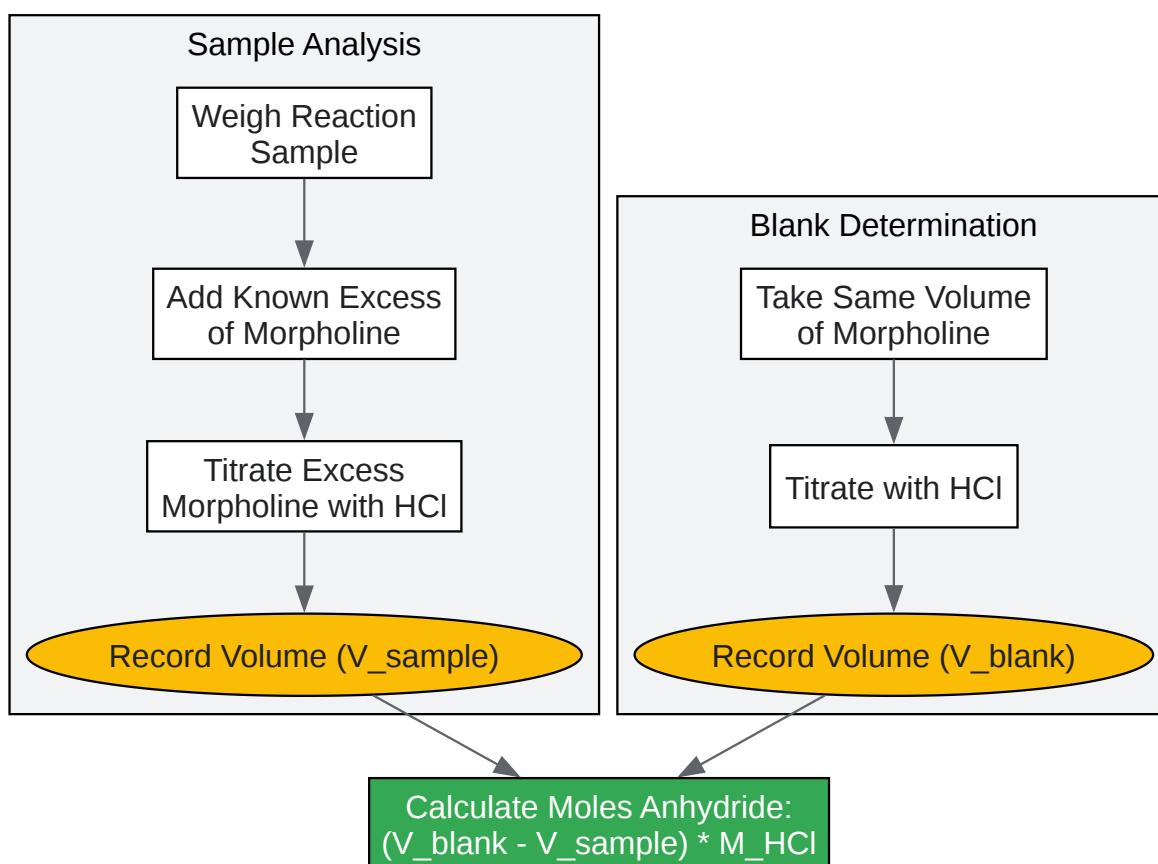 Sample Analysis
Weigh Reaction
Sample
Add Known Excess
of Morpholine
Titrate Excess
Morpholine with HCl
Record Volume (V_sample)
Blank Determination
Take Same Volume
of Morpholine
Titrate with HCl
Record Volume (V_blank)
Calculate Moles Anhydride:
(V_blank - V_sample) * M_HCl